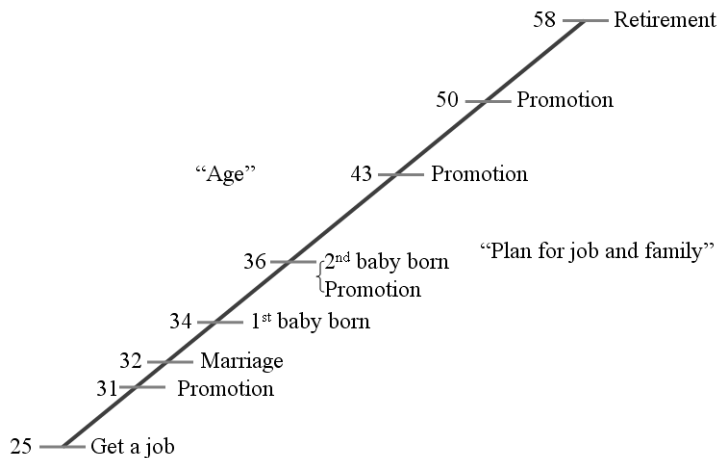 58 Retirement
50 Promotion
“Age”
43 Promotion
“Plan for job and family”
36 2nd baby born
Promotion
34 1st baby born
32 Marriage
31 Promotion
25 Get a job